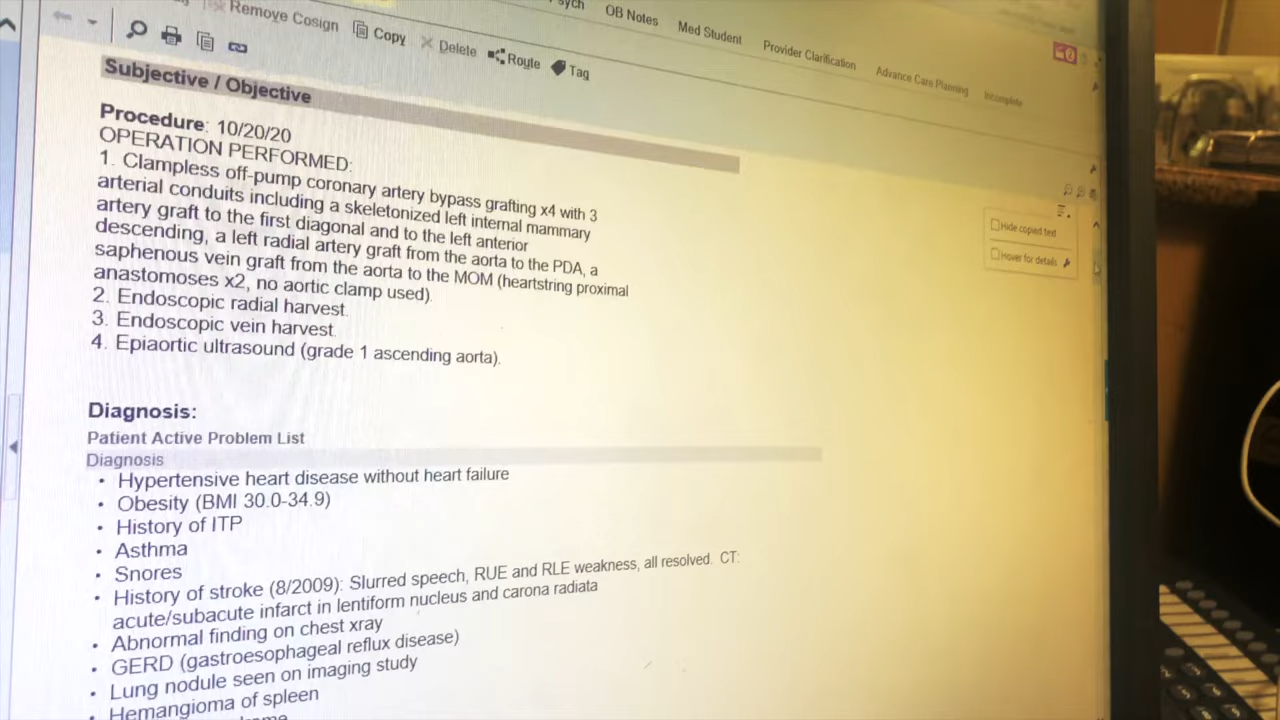 Remove Cosign
Copy
Delete
Route
Tag
OB Notes
Med Student
Provider Clarification
Advance Care Planning
Incomplete
Subjective / Objective
Procedure: 10/20/20
OPERATION PERFORMED:
1. Clampless off-pump coronary artery bypass grafting x4 with 3
arterial conduits including a skeletonized left internal mammary
artery graft to the first diagonal and to the left anterior
descending, a left radial artery graft from the aorta to the PDA, a
saphenous vein graft from the aorta to the MOM (heartstring proximal
anastomoses x2, no aortic clamp used).
2. Endoscopic radial harvest.
3. Endoscopic vein harvest.
4. Epiaortic ultrasound (grade 1 ascending aorta).
Hide copied text
Hover for details
Diagnosis:
Patient Active Problem List
Diagnosis
• Hypertensive heart disease without heart failure
• Obesity (BMI 30.0-34.9)
• History of ITP
• Asthma
• Snores
• History of stroke (8/2009): Slurred speech, RUE and RLE weakness, all resolved. CT:
acute/subacute infarct in lentiform nucleus and carona radiata
• Abnormal finding on chest xray
• GERD (gastroesophageal reflux disease)
• Lung nodule seen on imaging study
• Hemangioma of spleen